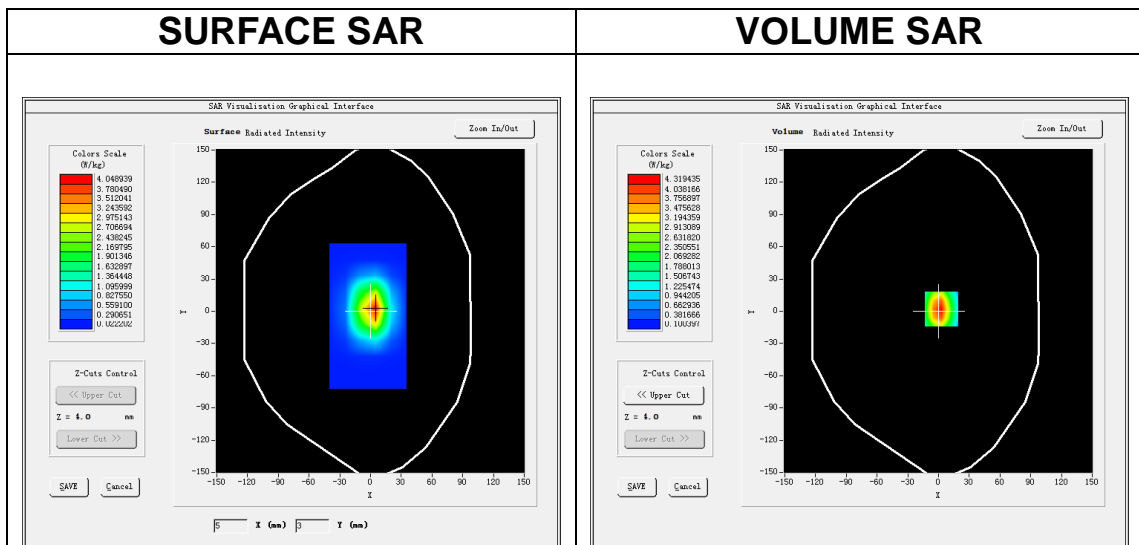 SURFACE SAR
VOLUME SAR
SAR Visualisation Graphical Interface
Surface Radiated Intensity
Zoom In/Out
Colors Scale
(W/kg)
4.048939
3.780490
3.512041
3.243592
2.975143
2.706694
2.438245
2.169795
1.901346
1.632897
1.364448
1.095999
0.827550
0.559100
0.290651
0.022202
150
120
90
60
30
0
-30
-60
-90
-120
-150
Y
-150 -120 -90 -60 -30 0 30 60 90 120 150
X
Z-Cuts Control
<< Upper Cut
Z = 4.0 mm
Lower Cut >>
SAVE Cancel
5 X (mm) 3 Y (mm)
SAR Visualisation Graphical Interface
Volume Radiated Intensity
Zoom In/Out
Colors Scale
(W/kg)
4.319435
4.038166
3.756897
3.475628
3.194359
2.913089
2.631820
2.350551
2.069282
1.788013
1.506743
1.225474
0.944205
0.662936
0.381666
0.100397
150
120
90
60
30
0
-30
-60
-90
-120
-150
Y
-150 -120 -90 -60 -30 0 30 60 90 120 150
X
Z-Cuts Control
<< Upper Cut
Z = 4.0 mm
Lower Cut >>
SAVE Cancel